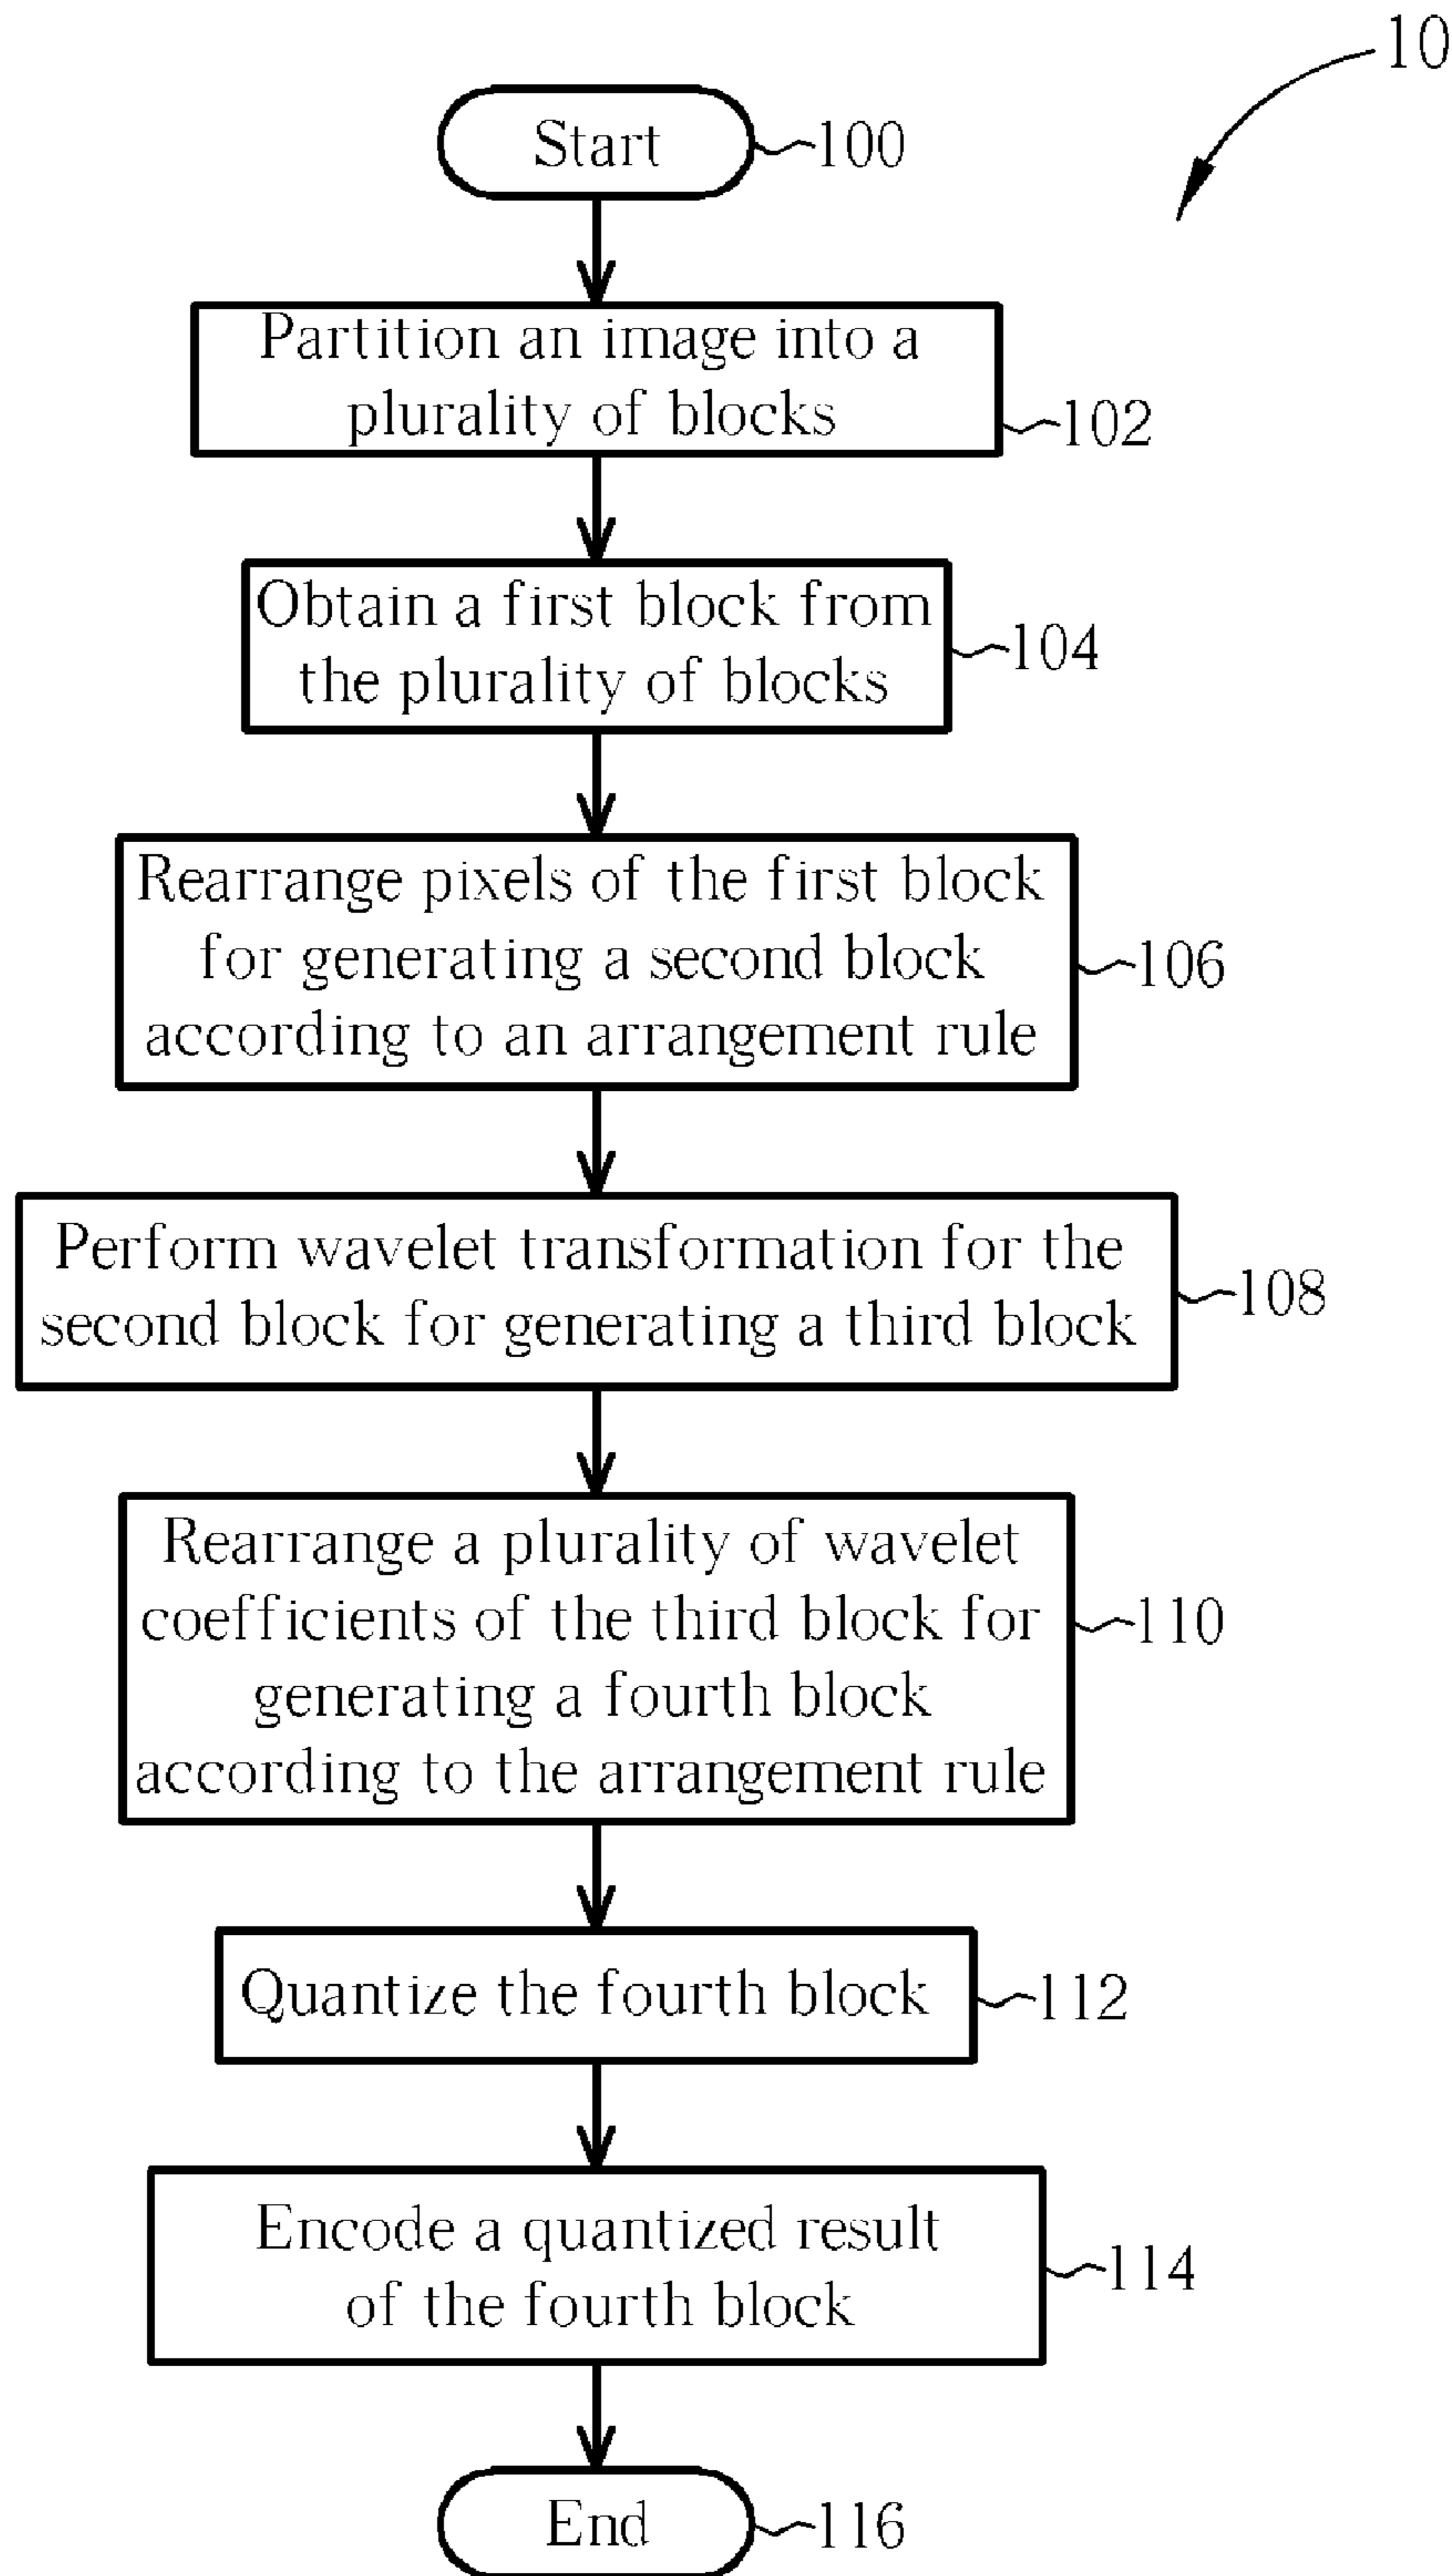 10
Start
100
Partition an image into a
plurality of blocks
102
Obtain a first block from
the plurality of blocks
104
Rearrange pixels of the first block
for generating a second block
according to an arrangement rule
106
Perform wavelet transformation for the
second block for generating a third block
108
Rearrange a plurality of wavelet
coefficients of the third block for
generating a fourth block
according to the arrangement rule
110
Quantize the fourth block
112
Encode a quantized result
of the fourth block
114
End
116